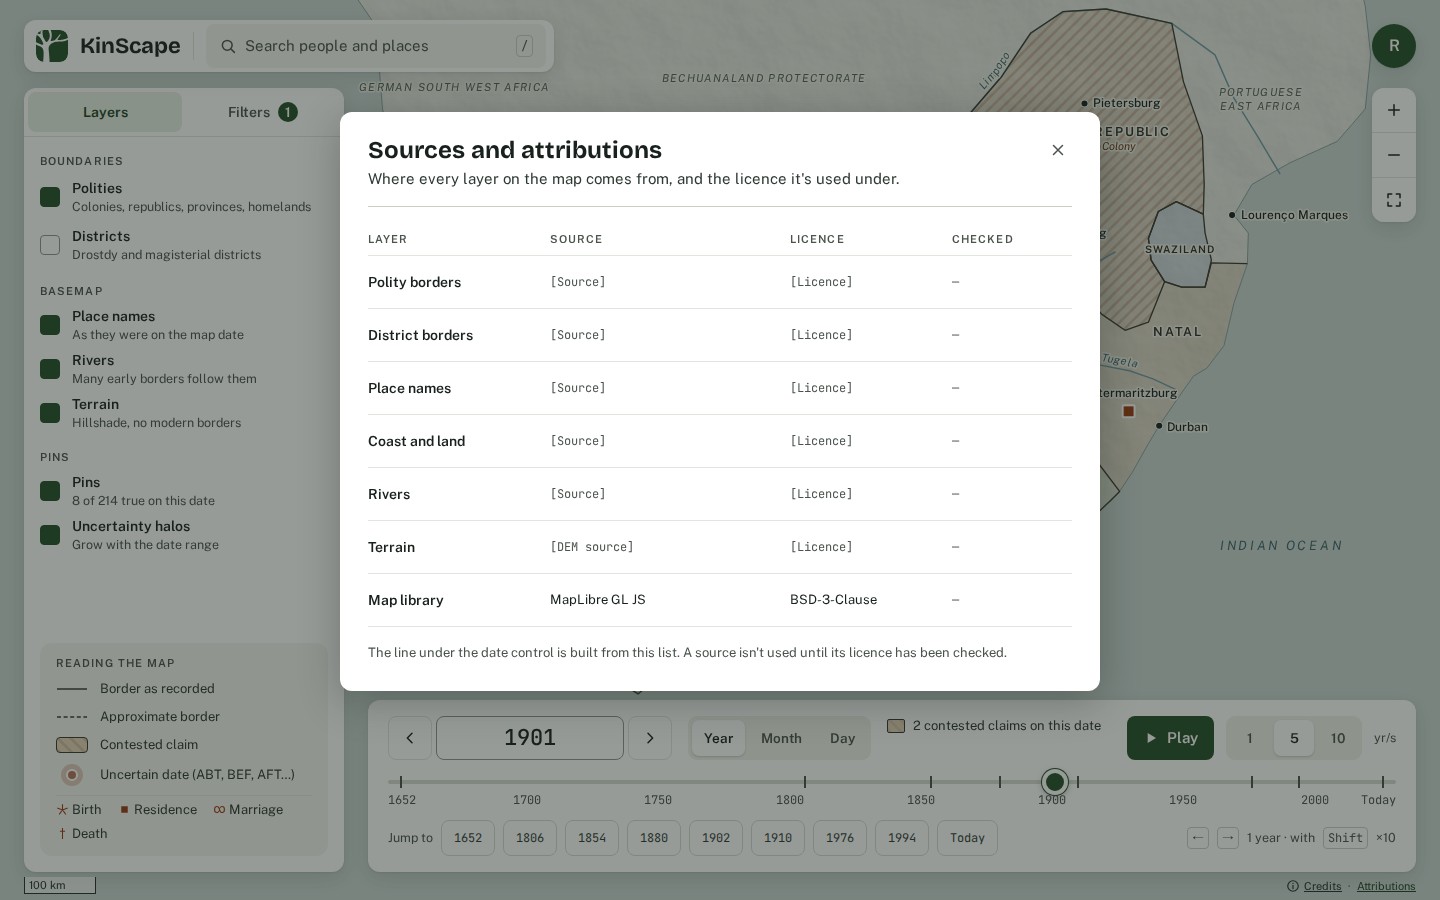 KinScape
Search people and places
/
R
Layers
Filters 1
BOUNDARIES
Polities
Colonies, republics, provinces, homelands
Districts
Drostdy and magisterial districts
BASEMAP
Place names
As they were on the map date
Rivers
Many early borders follow them
Terrain
Hillshade, no modern borders
PINS
Pins
8 of 214 true on this date
Uncertainty halos
Grow with the date range
READING THE MAP
Border as recorded
Approximate border
Contested claim
Uncertain date (ABT, BEF, AFT…)
Birth
Residence
Marriage
Death
100 km
GERMAN SOUTH WEST AFRICA
BECHUANALAND PROTECTORATE
Limpopo
Pietersburg
REPUBLIC
Colony
PORTUGUESE
EAST AFRICA
Lourenço Marques
g
SWAZILAND
NATAL
Tugela
termaritzburg
Durban
INDIAN OCEAN
Sources and attributions
Where every layer on the map comes from, and the licence it's used under.
LAYER SOURCE LICENCE CHECKED
Polity borders [Source] [Licence] —
District borders [Source] [Licence] —
Place names [Source] [Licence] —
Coast and land [Source] [Licence] —
Rivers [Source] [Licence] —
Terrain [DEM source] [Licence] —
Map library MapLibre GL JS BSD-3-Clause —
The line under the date control is built from this list. A source isn't used until its licence has been checked.
1901
Year Month Day
2 contested claims on this date
Play
1 5 10 yr/s
1652 1700 1750 1800 1850 1900 1950 2000 Today
Jump to 1652 1806 1854 1880 1902 1910 1976 1994 Today
← → 1 year · with Shift ×10
Credits · Attributions